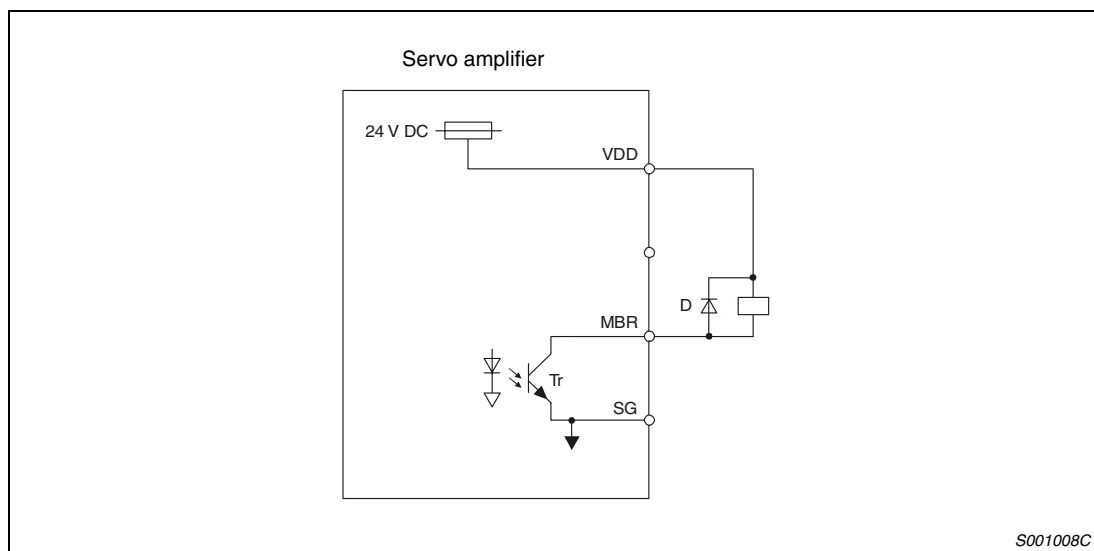 Servo amplifier
24 V DC
VDD
D
MBR
Tr
SG
S001008C